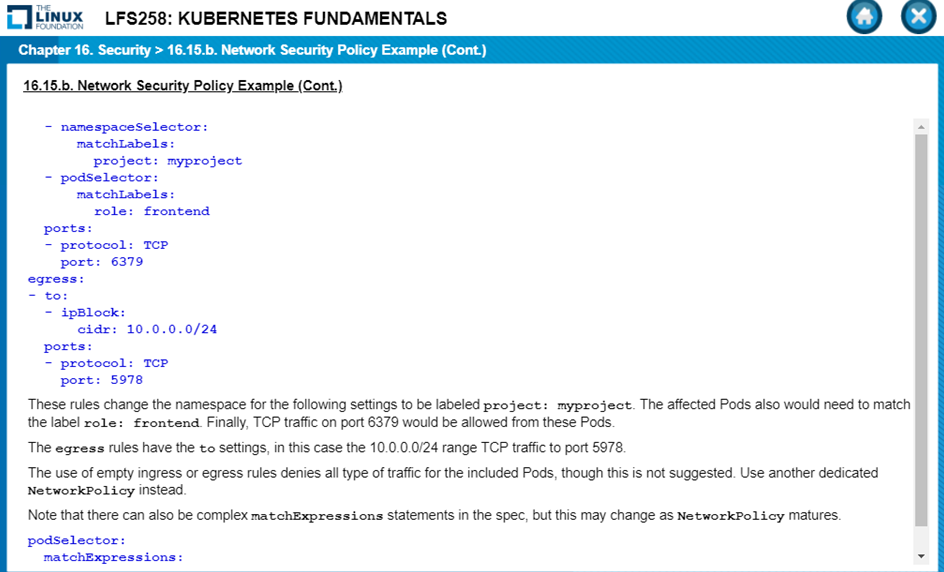 THE
LINUX
FOUNDATION
LFS258: KUBERNETES FUNDAMENTALS
Chapter 16. Security > 16.15.b. Network Security Policy Example (Cont.)
16.15.b. Network Security Policy Example (Cont.)
- namespaceSelector:
matchLabels:
project: myproject
- podSelector:
matchLabels:
role: frontend
ports:
- protocol: TCP
port: 6379
egress:
- to:
- ipBlock:
cidr: 10.0.0.0/24
ports:
- protocol: TCP
port: 5978
These rules change the namespace for the following settings to be labeled project: myproject. The affected Pods also would need to match
the label role: frontend. Finally, TCP traffic on port 6379 would be allowed from these Pods.
The egress rules have the to settings, in this case the 10.0.0.0/24 range TCP traffic to port 5978.
The use of empty ingress or egress rules denies all type of traffic for the included Pods, though this is not suggested. Use another dedicated
NetworkPolicy instead.
Note that there can also be complex matchExpressions statements in the spec, but this may change as NetworkPolicy matures.
podSelector:
matchExpressions: